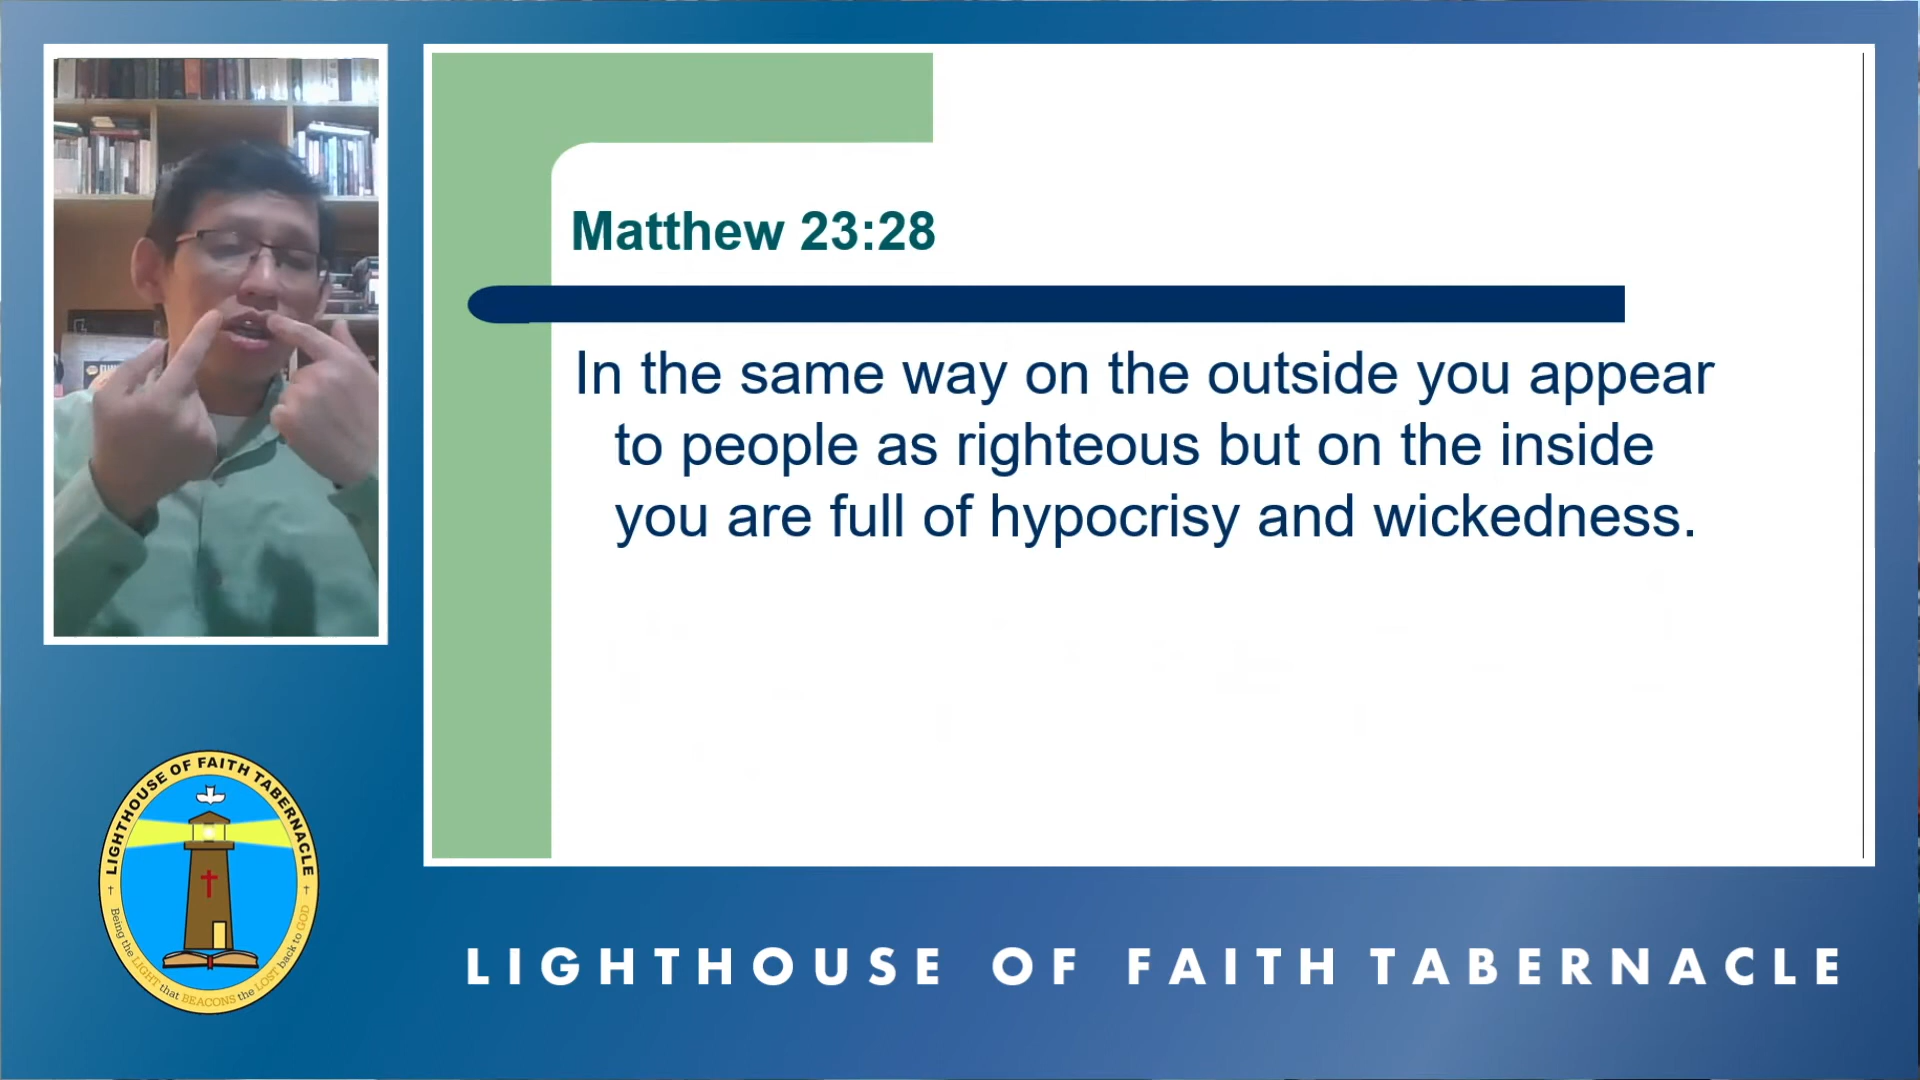 Matthew 23:28
In the same way on the outside you appear
to people as righteous but on the inside
you are full of hypocrisy and wickedness.
LIGHTHOUSE OF FAITH TABERNACLE
Being the LIGHT that BEACONS the LOST back to GOD
LIGHTHOUSE OF FAITH TABERNACLE